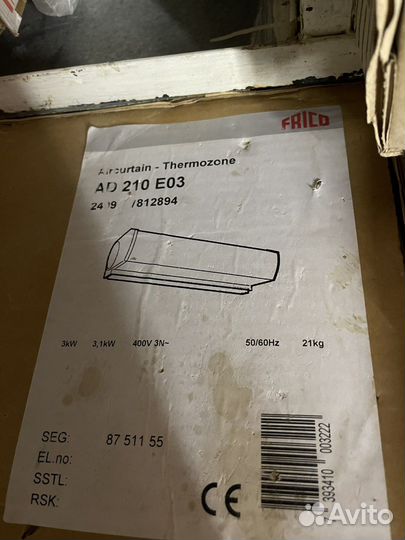 FRICO
Aircurtain - Thermozone
AD 210 E03
/812894
3kW 3,1kW 400V 3N~ 50/60Hz 21kg
SEG: 87 511 55
EL.no:
SSTL:
RSK:
CE
393410 003222
Avito